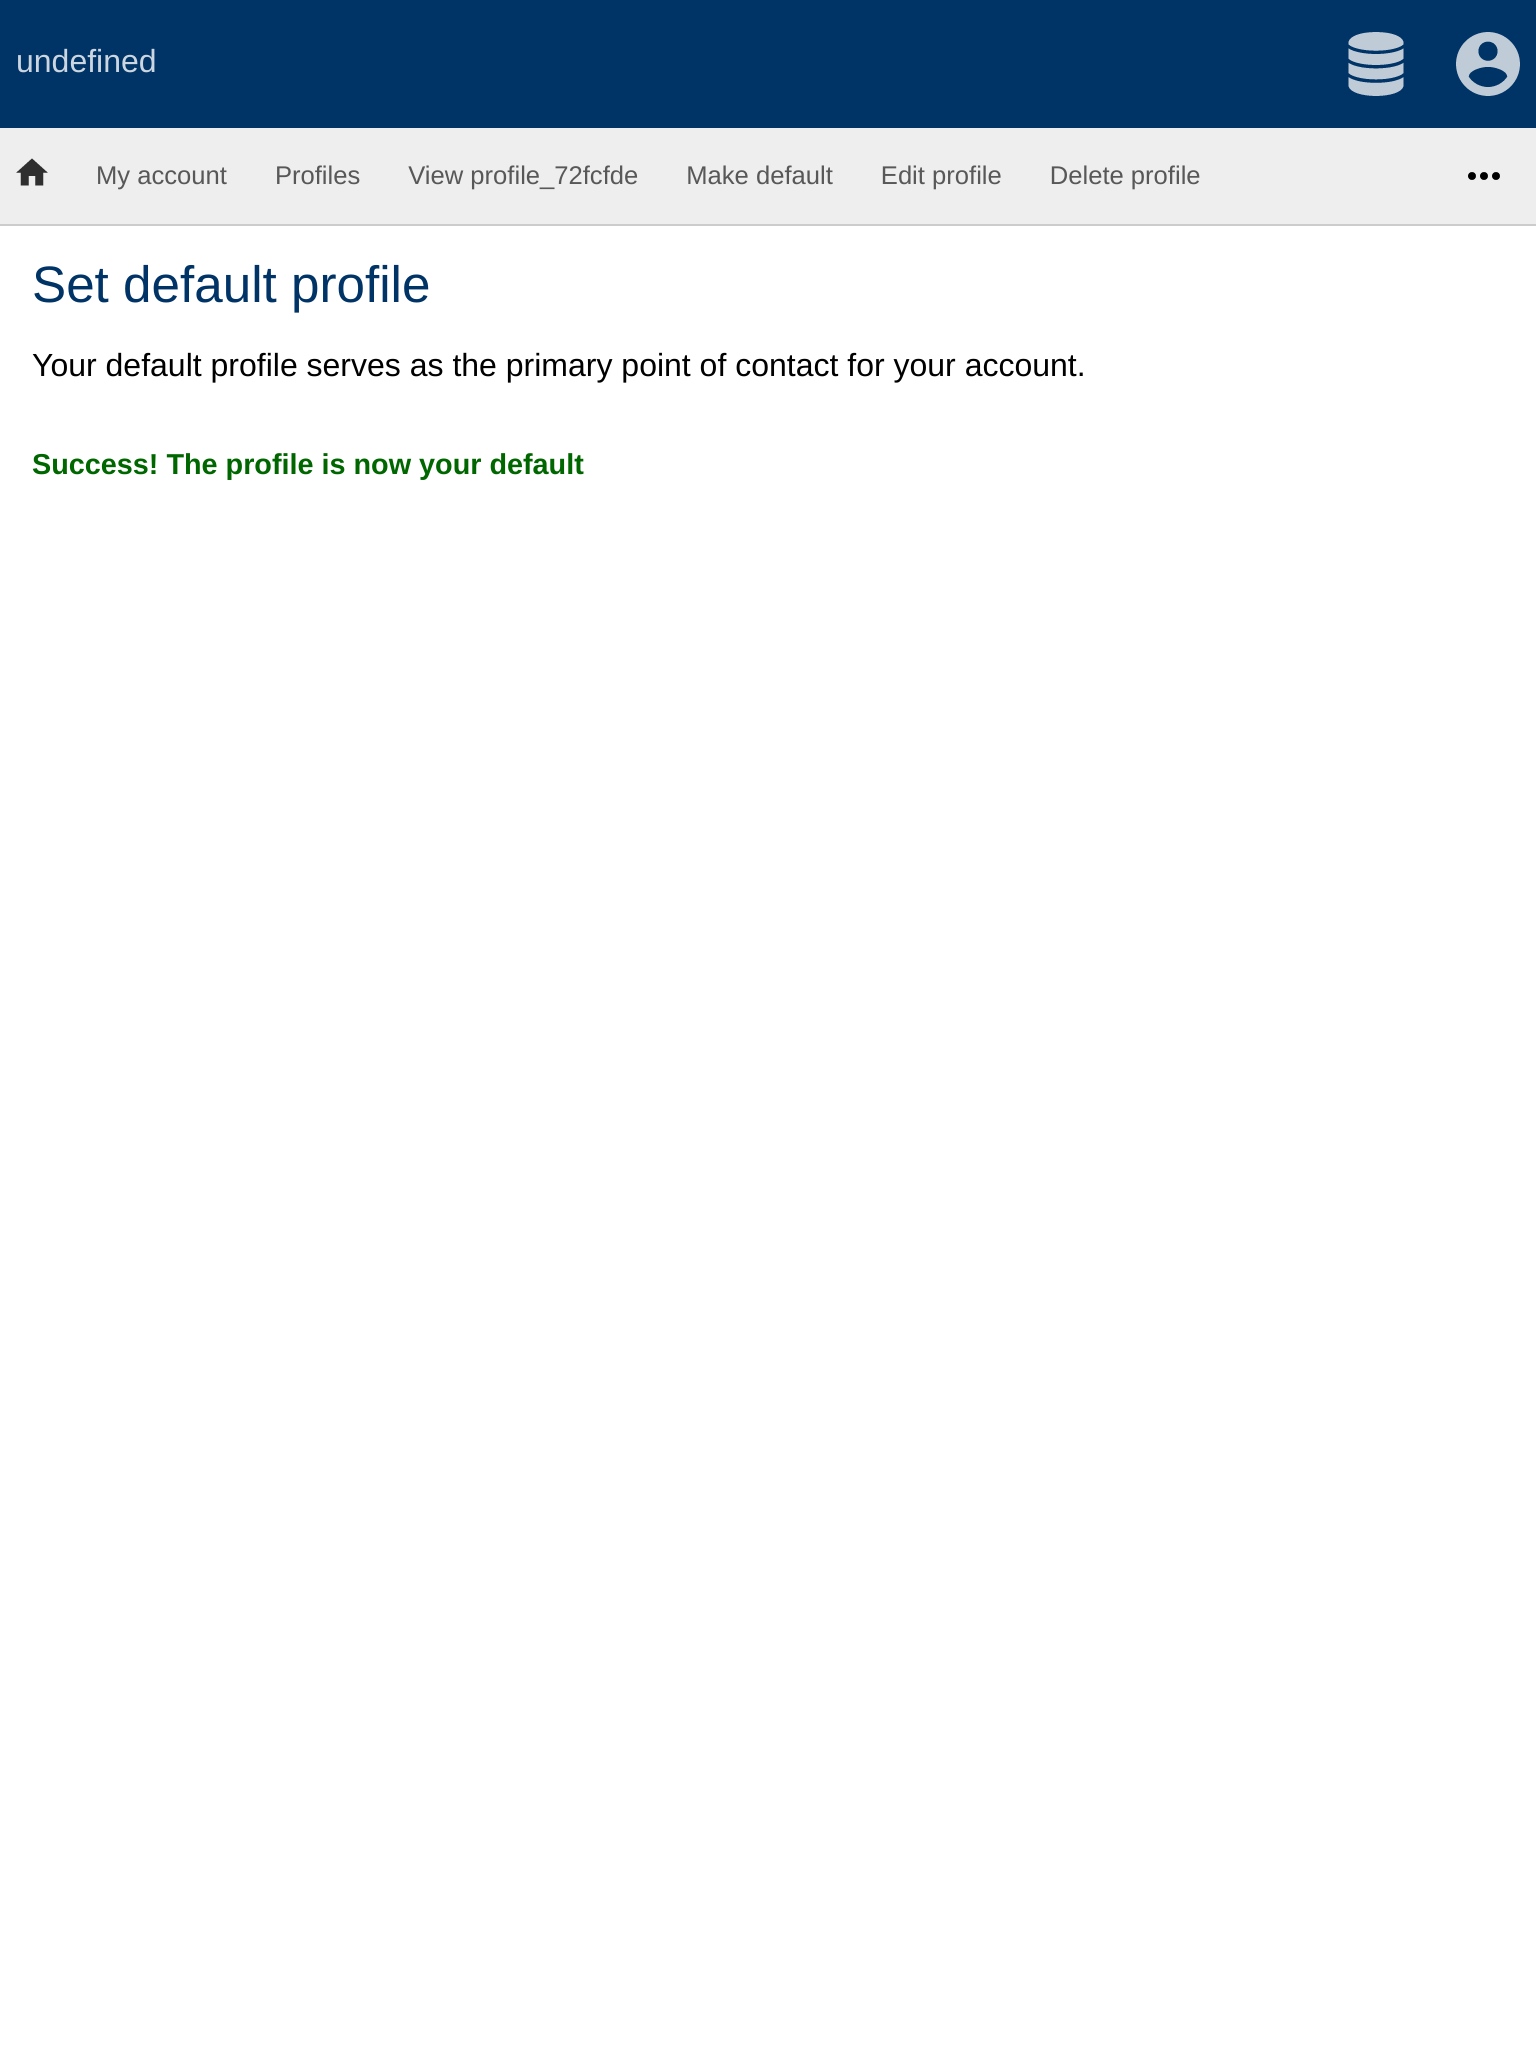 undefined
My account Profiles View profile_72fcfde Make default Edit profile Delete profile
Set default profile
Your default profile serves as the primary point of contact for your account.
Success! The profile is now your default